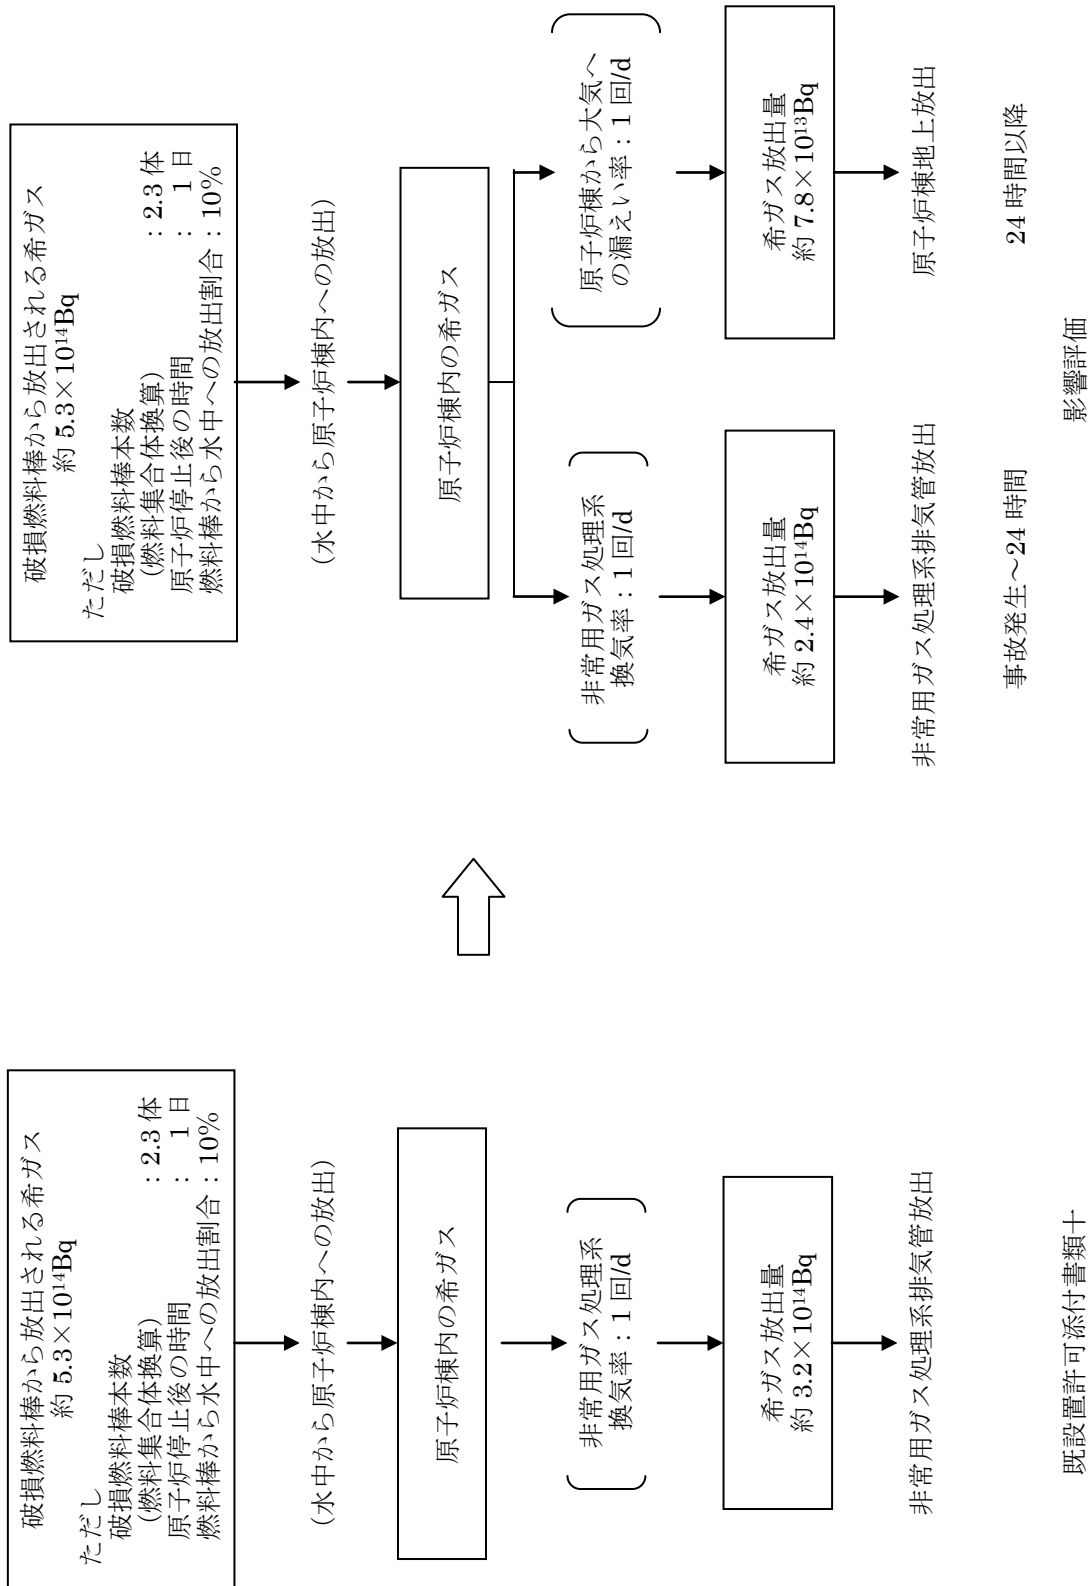 破損燃料棒から放出される希ガス
約 5.3×10¹⁴Bq
ただし
破損燃料棒本数
(燃料集合体換算) : 2.3 体
原子炉停止後の時間 : 1 日
燃料棒から水中への放出割合 : 10%
(水中から原子炉棟内への放出)
原子炉棟内の希ガス
非常用ガス処理系
換気率 : 1 回/d
希ガス放出量
約 3.2×10¹⁴Bq
非常用ガス処理系排気管放出
既設置許可添付書類十
破損燃料棒から放出される希ガス
約 5.3×10¹⁴Bq
ただし
破損燃料棒本数
(燃料集合体換算) : 2.3 体
原子炉停止後の時間 : 1 日
燃料棒から水中への放出割合 : 10%
(水中から原子炉棟内への放出)
原子炉棟内の希ガス
非常用ガス処理系
換気率 : 1 回/d
希ガス放出量
約 2.4×10¹⁴Bq
非常用ガス処理系排気管放出
事故発生～24 時間
原子炉棟から大気へ
の漏えい率 : 1 回/d
希ガス放出量
約 7.8×10¹³Bq
原子炉棟地上放出
24 時間以降
影響評価